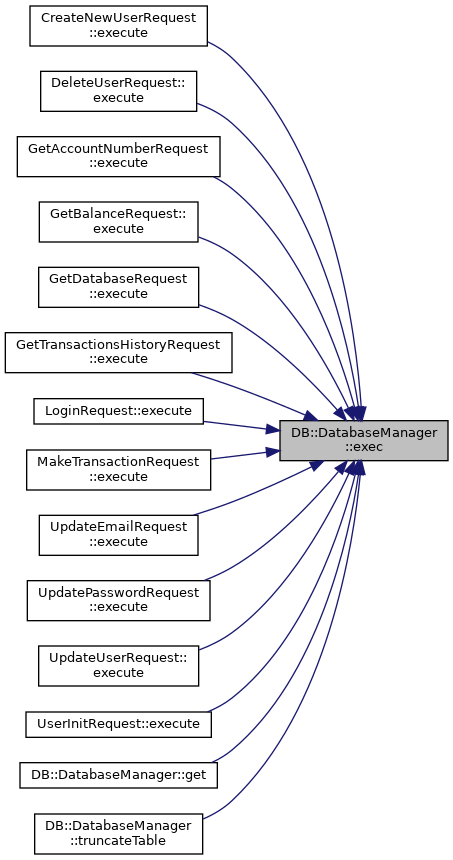 CreateNewUserRequest
::execute
DeleteUserRequest::
execute
GetAccountNumberRequest
::execute
GetBalanceRequest::
execute
GetDatabaseRequest
::execute
GetTransactionsHistoryRequest
::execute
LoginRequest::execute
DB::DatabaseManager
::exec
MakeTransactionRequest
::execute
UpdateEmailRequest
::execute
UpdatePasswordRequest
::execute
UpdateUserRequest::
execute
UserInitRequest::execute
DB::DatabaseManager::get
DB::DatabaseManager
::truncateTable